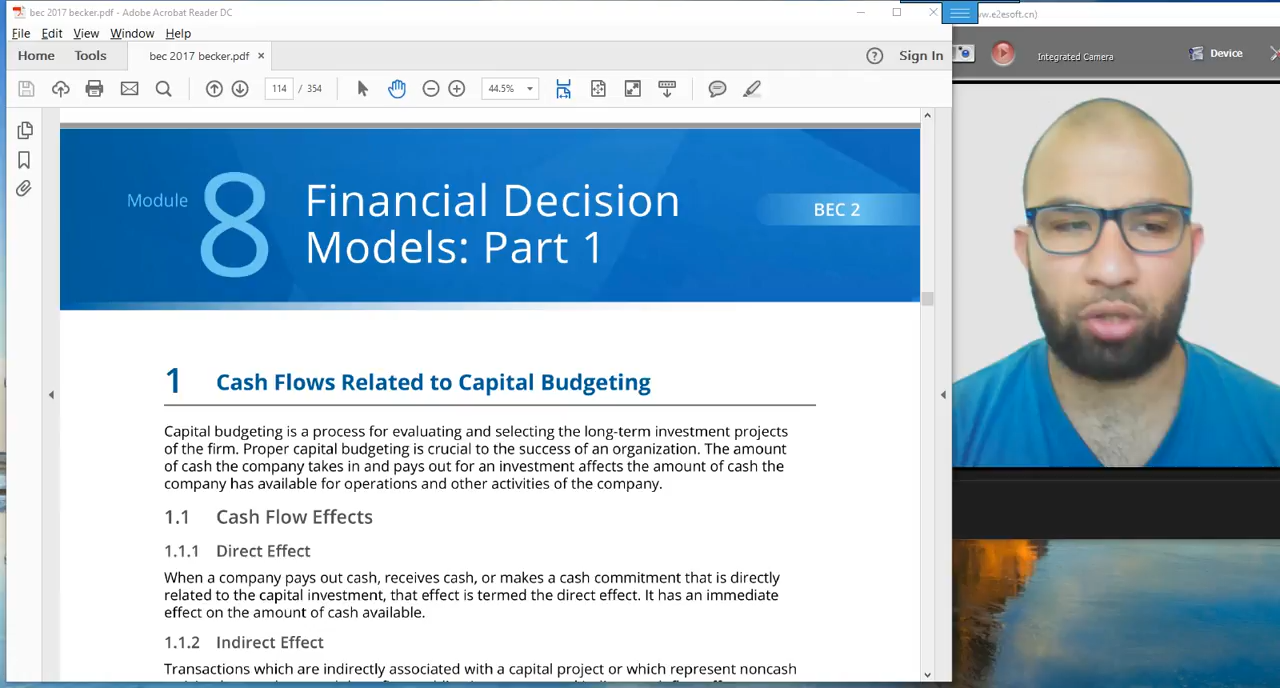 bec 2017 becker.pdf - Adobe Acrobat Reader DC
File Edit View Window Help
Home Tools bec 2017 becker.pdf × Sign In
114 / 354 44.5%
Module 8
Financial Decision
Models: Part 1
BEC 2
1 Cash Flows Related to Capital Budgeting
Capital budgeting is a process for evaluating and selecting the long-term investment projects
of the firm. Proper capital budgeting is crucial to the success of an organization. The amount
of cash the company takes in and pays out for an investment affects the amount of cash the
company has available for operations and other activities of the company.
1.1 Cash Flow Effects
1.1.1 Direct Effect
When a company pays out cash, receives cash, or makes a cash commitment that is directly
related to the capital investment, that effect is termed the direct effect. It has an immediate
effect on the amount of cash available.
1.1.2 Indirect Effect
Transactions which are indirectly associated with a capital project or which represent noncash
w.e2esoft.cn)
Integrated Camera
Device